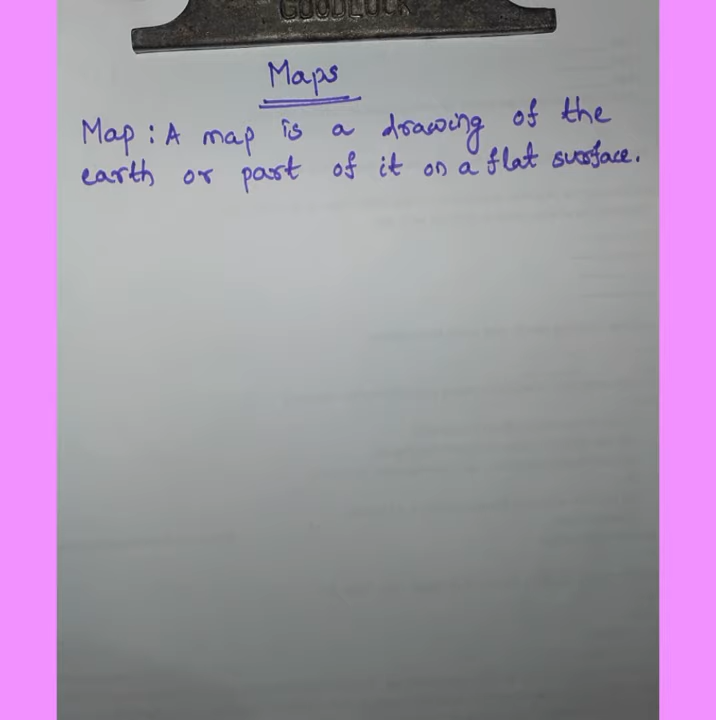 GOODLUCK
Maps
Map : A map is a drawing of the
earth or part of it on a flat surface.